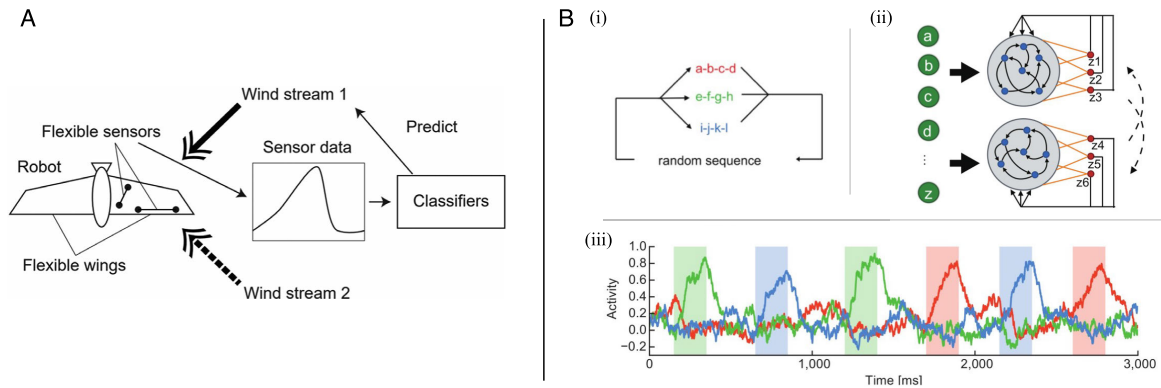 A
Wind stream 1
Flexible sensors
Predict
Robot
Sensor data
Classifiers
Flexible wings
Wind stream 2
B
(i)
a-b-c-d
e-f-g-h
i-j-k-l
random sequence
(ii)
a
b
c
d
⋮
z
z1
z2
z3
z4
z5
z6
(iii)
Activity
1.0
0.8
0.6
0.4
0.2
0.0
−0.2
0
1,000
2,000
3,000
Time [ms]